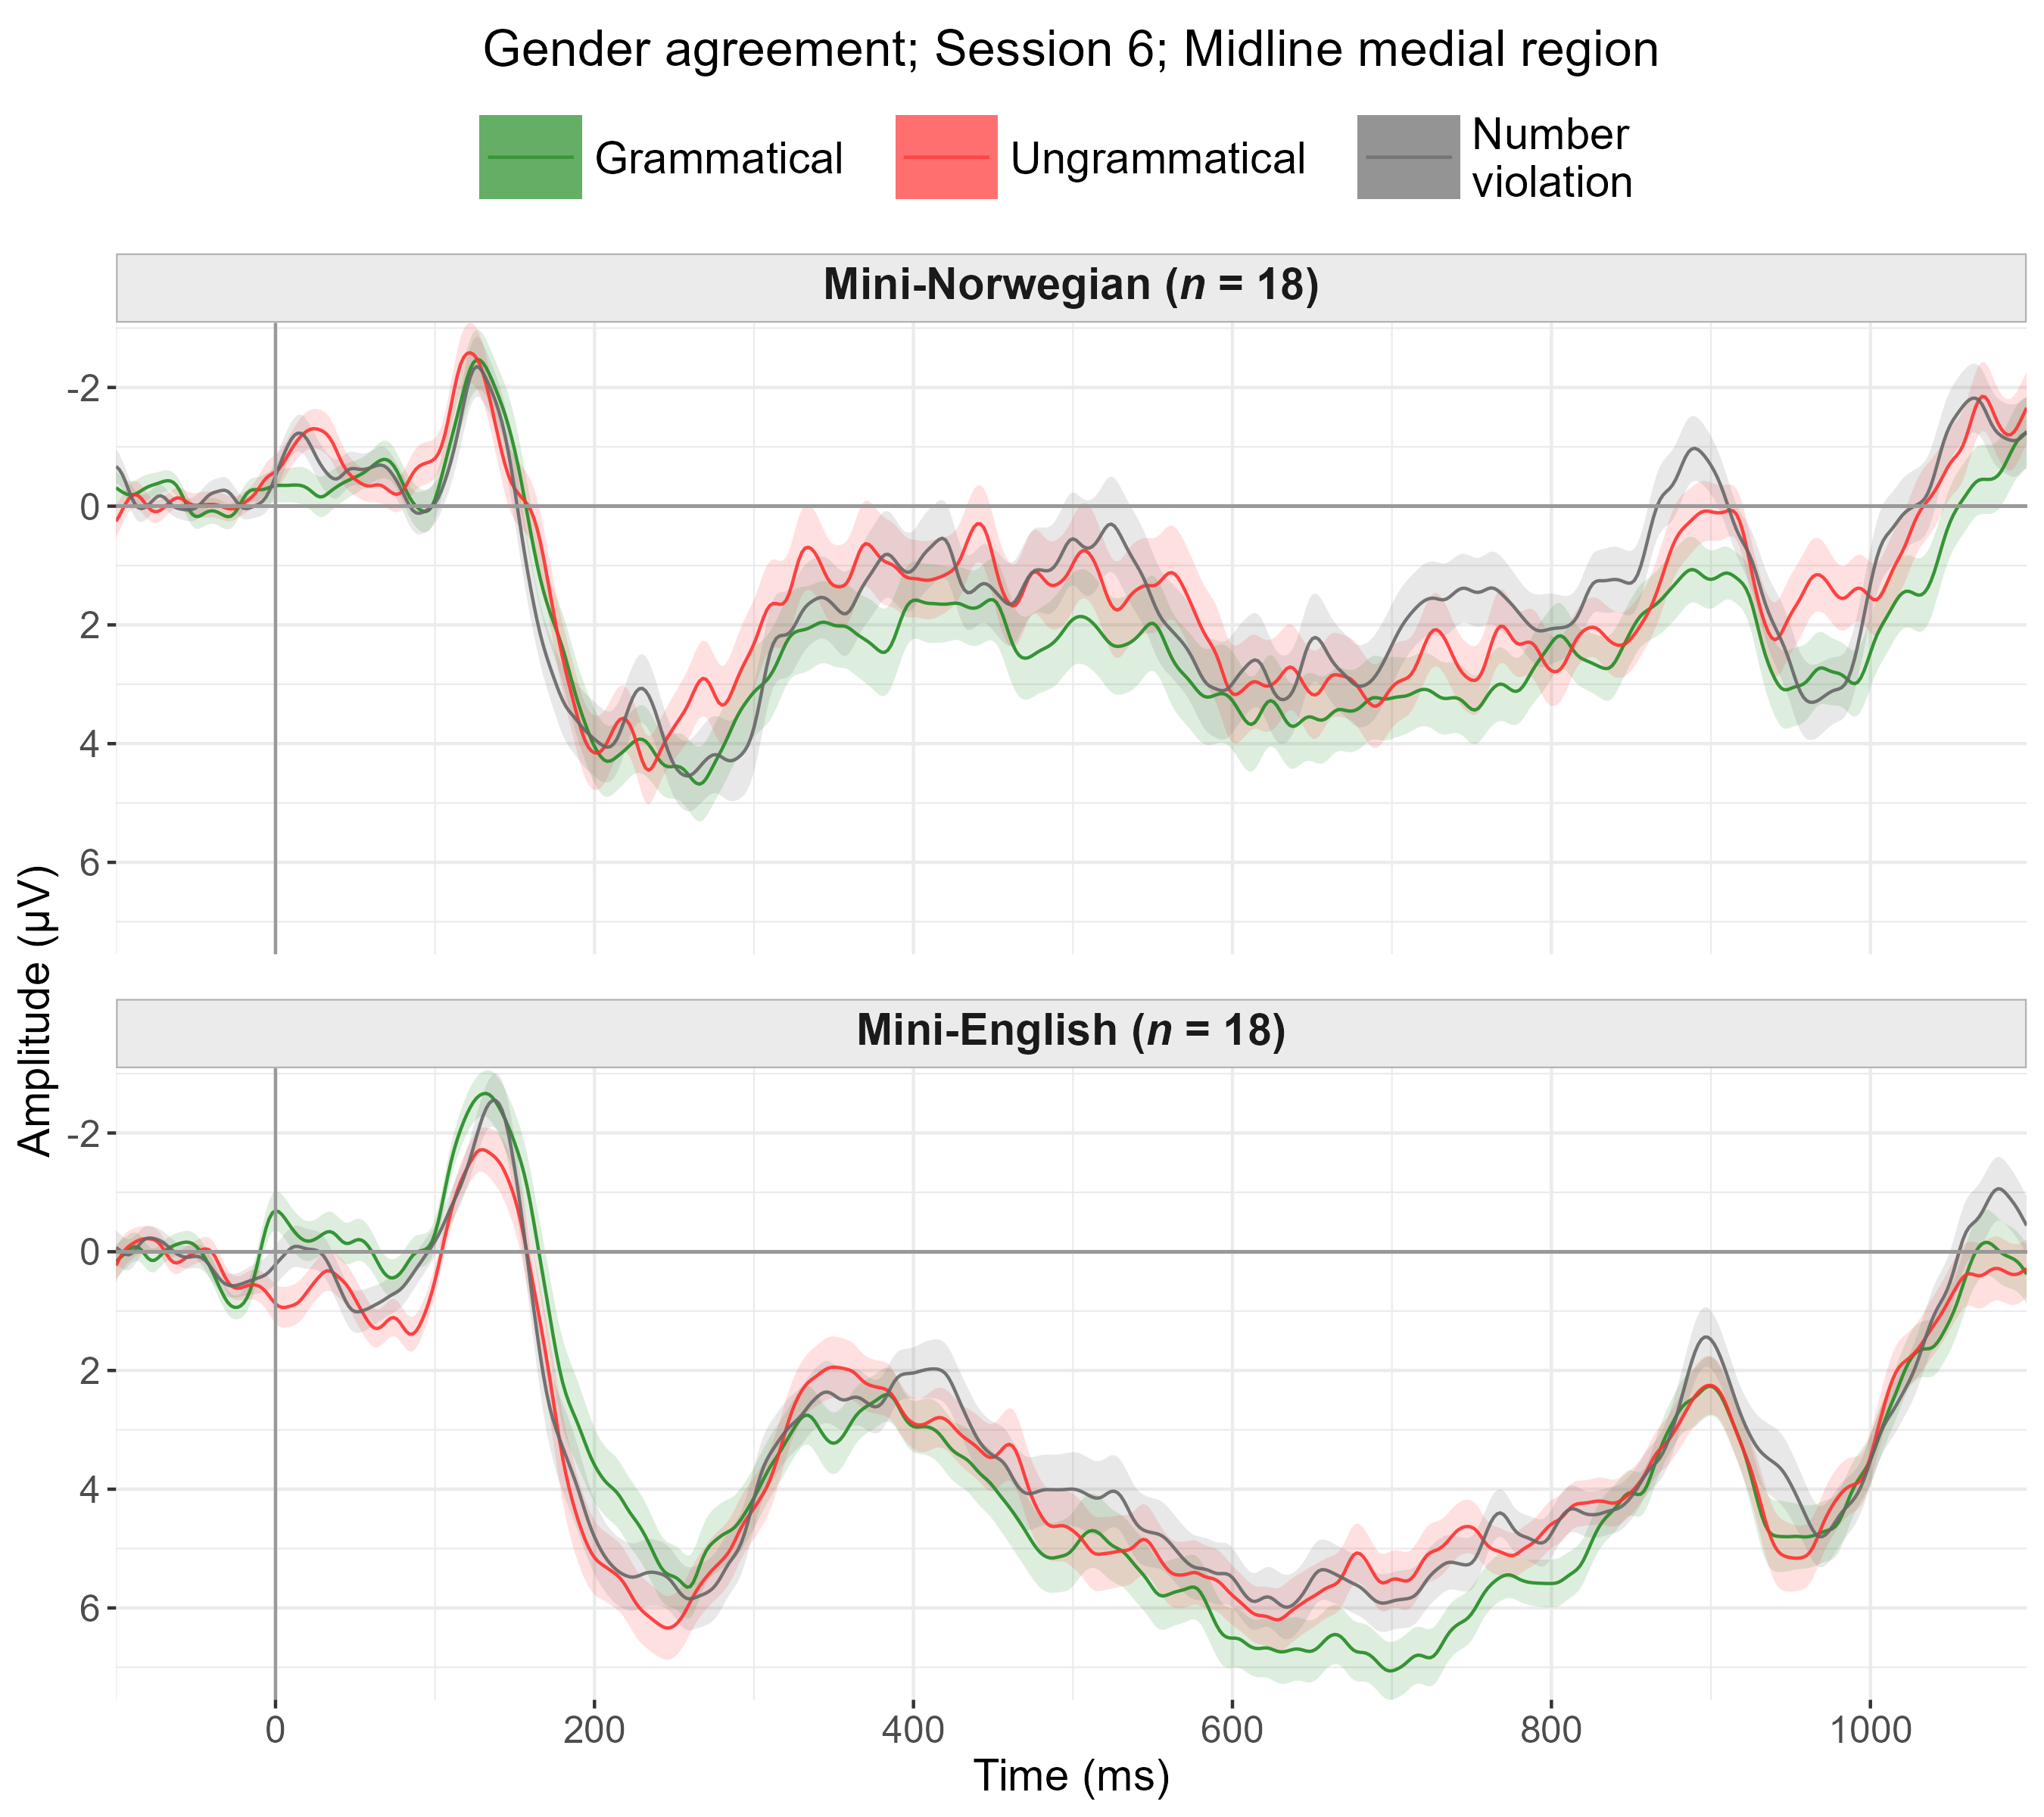 Gender agreement; Session 6; Midline medial region
Grammatical
Ungrammatical
Number
violation
Mini-Norwegian (n = 18)
-2
0
2
4
6
Amplitude (µV)
Mini-English (n = 18)
-2
0
2
4
6
0 200 400 600 800 1000
Time (ms)